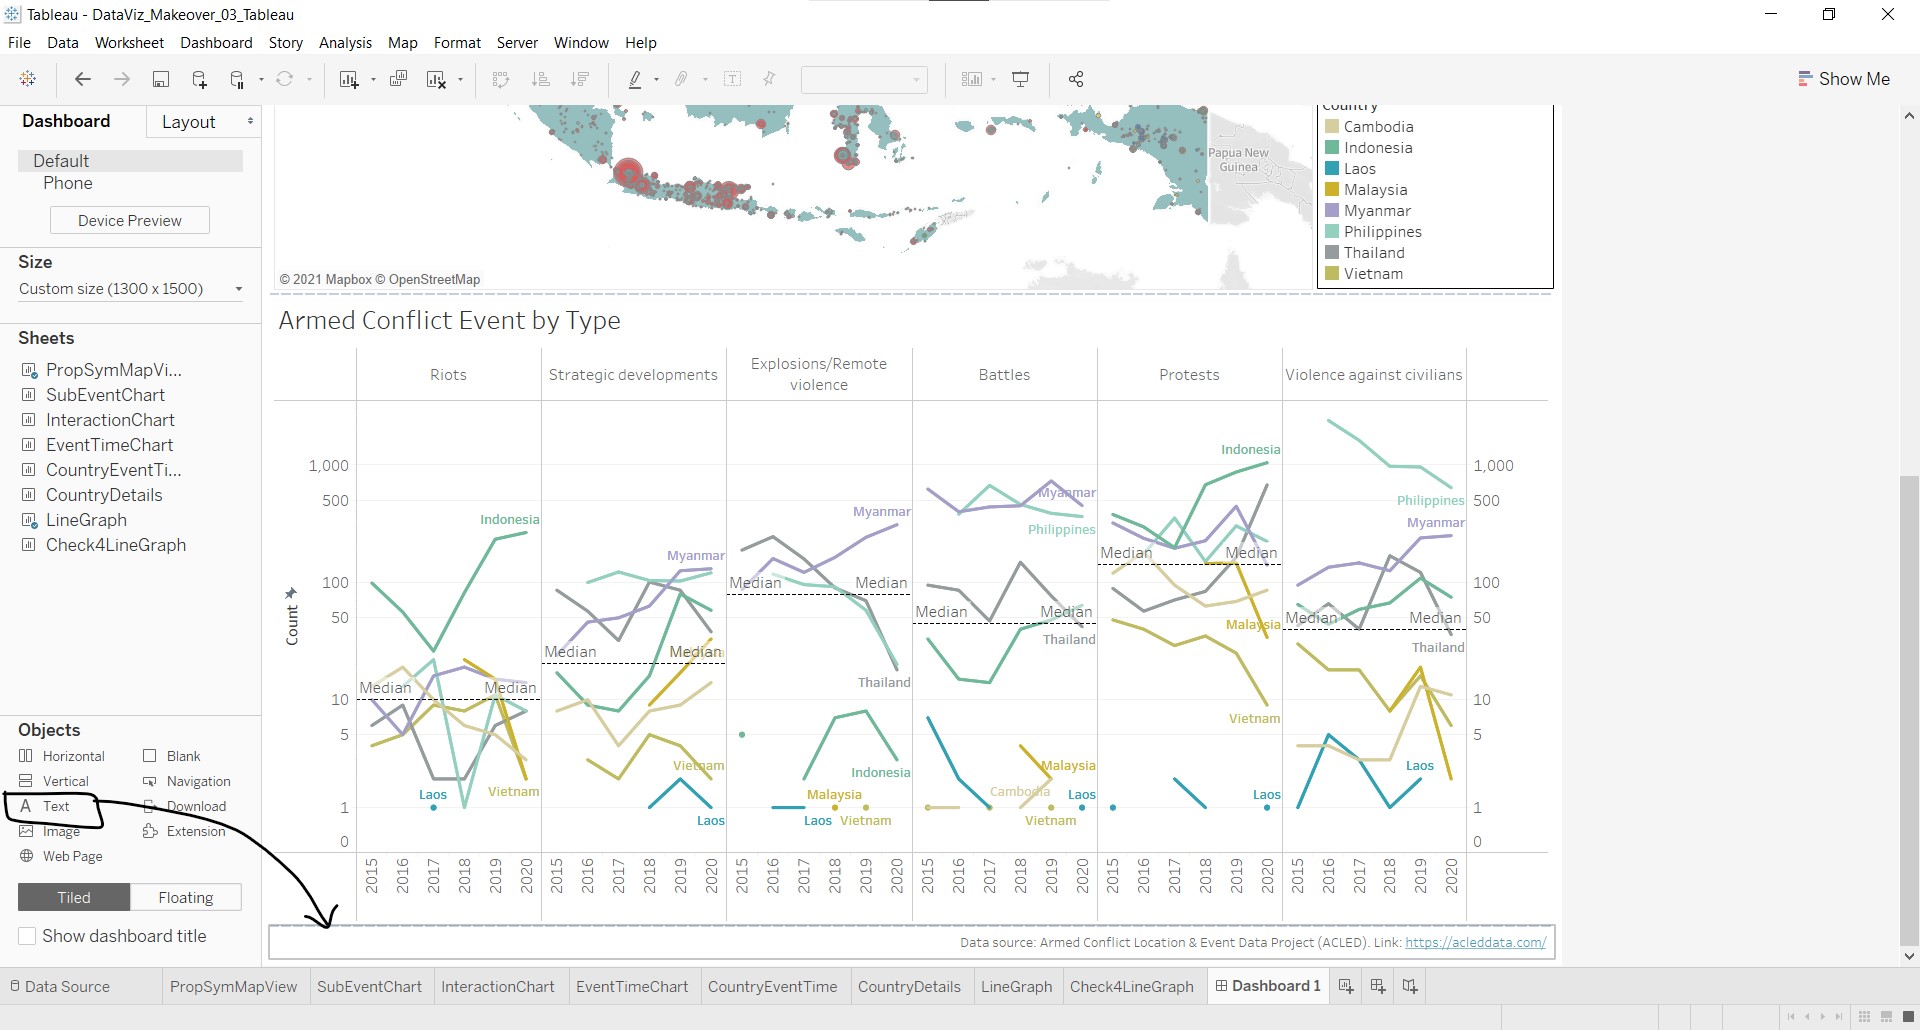 Tableau - DataViz_Makeover_03_Tableau
File Data Worksheet Dashboard Story Analysis Map Format Server Window Help
Show Me
Dashboard Layout
Default
Phone
Device Preview
Size
Custom size (1300 x 1500)
Sheets
PropSymMapVi...
SubEventChart
InteractionChart
EventTimeChart
CountryEventTi...
CountryDetails
LineGraph
Check4LineGraph
Objects
Horizontal Blank
Vertical Navigation
A Text Download
Image Extension
Web Page
Tiled Floating
Show dashboard title
Papua New
Guinea
© 2021 Mapbox © OpenStreetMap
Country
Cambodia
Indonesia
Laos
Malaysia
Myanmar
Philippines
Thailand
Vietnam
Armed Conflict Event by Type
Riots
Strategic developments
Explosions/Remote
violence
Battles
Protests
Violence against civilians
Count
1,000
500
100
50
10
5
1
0
Indonesia
Median Median
Vietnam
Laos
Myanmar
Median Median
Vietnam
Laos
Myanmar
Median Median
Thailand
Indonesia
Malaysia
Laos Vietnam
Myanmar
Philippines
Median Median
Thailand
Malaysia
Cambodia Laos
Vietnam
Indonesia
Median Median
Malaysia
Vietnam
Laos
Philippines
Myanmar
Median Median
Thailand
Laos
1,000
500
100
50
10
5
1
0
2015 2016 2017 2018 2019 2020
2015 2016 2017 2018 2019 2020
2015 2016 2017 2018 2019 2020
2015 2016 2017 2018 2019 2020
2015 2016 2017 2018 2019 2020
2015 2016 2017 2018 2019 2020
Data source: Armed Conflict Location & Event Data Project (ACLED). Link: https://acleddata.com/
Data Source PropSymMapView SubEventChart InteractionChart EventTimeChart CountryEventTime CountryDetails LineGraph Check4LineGraph Dashboard 1